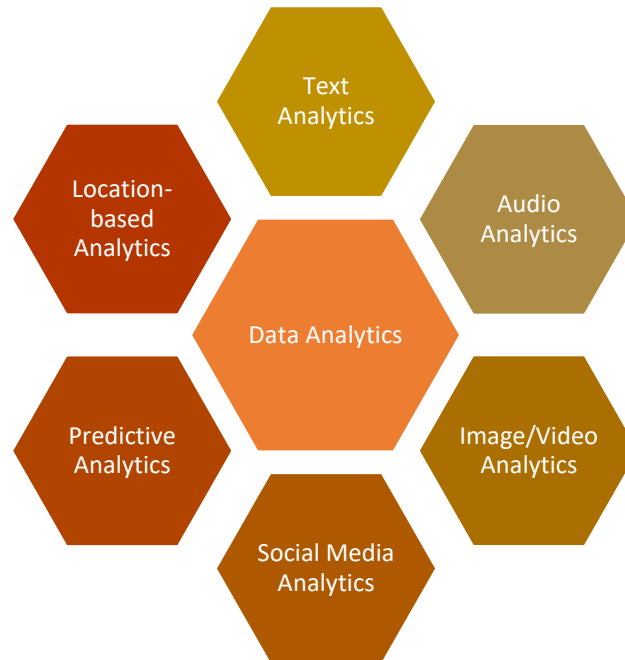 Text
Analytics
Location-
based
Analytics
Audio
Analytics
Data Analytics
Predictive
Analytics
Image/Video
Analytics
Social Media
Analytics